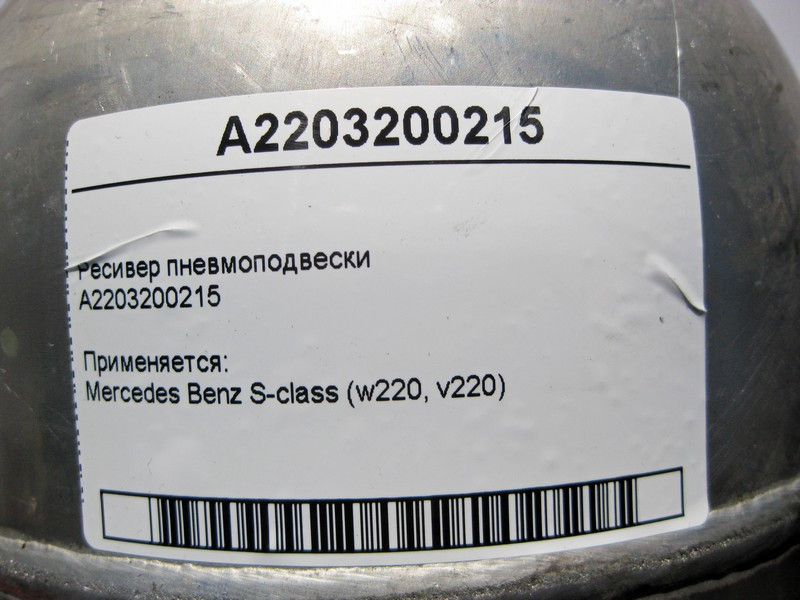 A2203200215
Ресивер пневмоподвески
A2203200215
Применяется:
Mercedes Benz S-class (w220, v220)